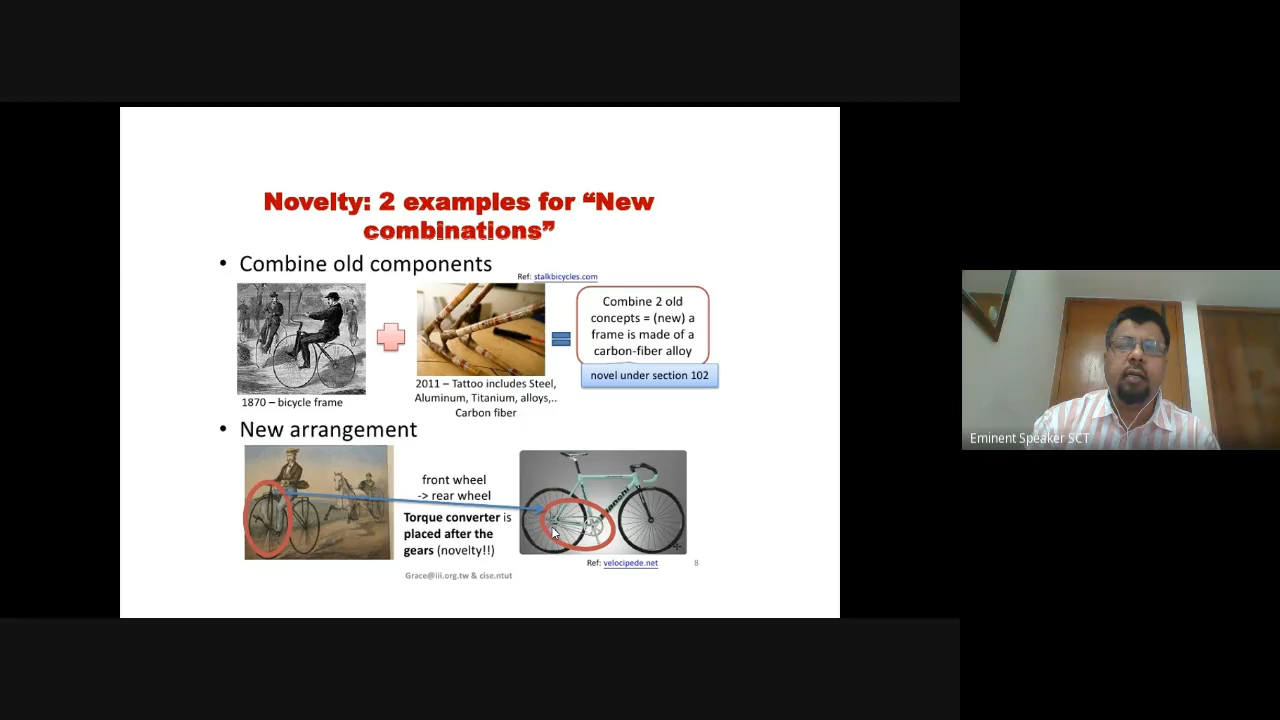 Novelty: 2 examples for “New
combinations”
• Combine old components
Ref: stalkbicycles.com
Combine 2 old
concepts = (new) a
frame is made of a
carbon-fiber alloy
novel under section 102
1870 – bicycle frame
2011 – Tattoo includes Steel,
Aluminum, Titanium, alloys,..
Carbon fiber
• New arrangement
front wheel
-> rear wheel
Torque converter is
placed after the
gears (novelty!!)
Bianchi
Ref: velocipede.net
8
Grace@iii.org.tw & cise.ntut
Eminent Speaker SCT